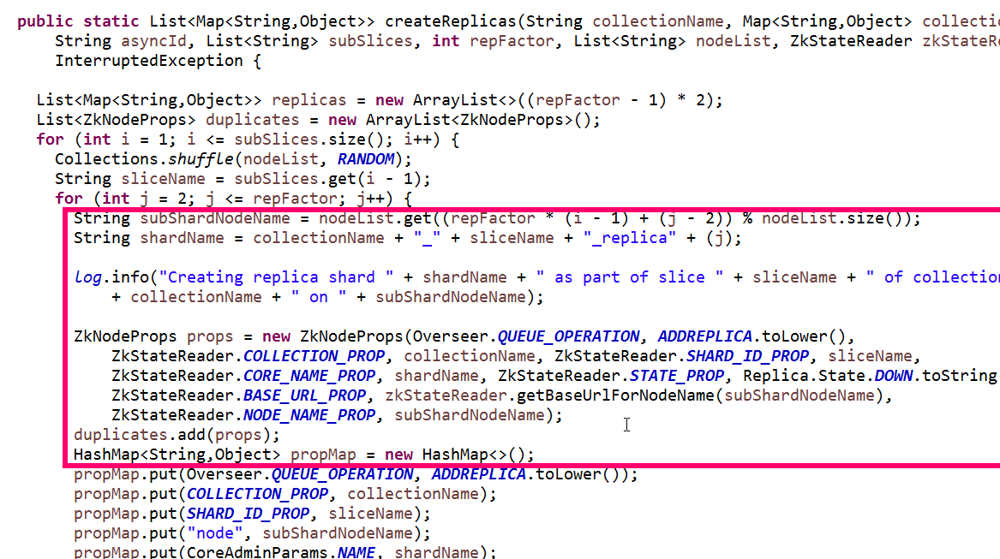 public static List<Map<String,Object>> createReplicas(String collectionName, Map<String,Object> collectio
String asyncId, List<String> subSlices, int repFactor, List<String> nodeList, ZkStateReader zkStateRe
InterruptedException {
List<Map<String,Object>> replicas = new ArrayList<>((repFactor - 1) * 2);
List<ZkNodeProps> duplicates = new ArrayList<ZkNodeProps>();
for (int i = 1; i <= subSlices.size(); i++) {
Collections.shuffle(nodeList, RANDOM);
String sliceName = subSlices.get(i - 1);
for (int j = 2; j <= repFactor; j++) {
String subShardNodeName = nodeList.get((repFactor * (i - 1) + (j - 2)) % nodeList.size());
String shardName = collectionName + "_" + sliceName + "_replica" + (j);
log.info("Creating replica shard " + shardName + " as part of slice " + sliceName + " of collection
+ collectionName + " on " + subShardNodeName);
ZkNodeProps props = new ZkNodeProps(Overseer.QUEUE_OPERATION, ADDREPLICA.toLower(),
ZkStateReader.COLLECTION_PROP, collectionName, ZkStateReader.SHARD_ID_PROP, sliceName,
ZkStateReader.CORE_NAME_PROP, shardName, ZkStateReader.STATE_PROP, Replica.State.DOWN.toString
ZkStateReader.BASE_URL_PROP, zkStateReader.getBaseUrlForNodeName(subShardNodeName),
ZkStateReader.NODE_NAME_PROP, subShardNodeName);
duplicates.add(props);
HashMap<String,Object> propMap = new HashMap<>();
propMap.put(Overseer.QUEUE_OPERATION, ADDREPLICA.toLower());
propMap.put(COLLECTION_PROP, collectionName);
propMap.put(SHARD_ID_PROP, sliceName);
propMap.put("node", subShardNodeName);
propMap.put(CoreAdminParams.NAME, shardName);